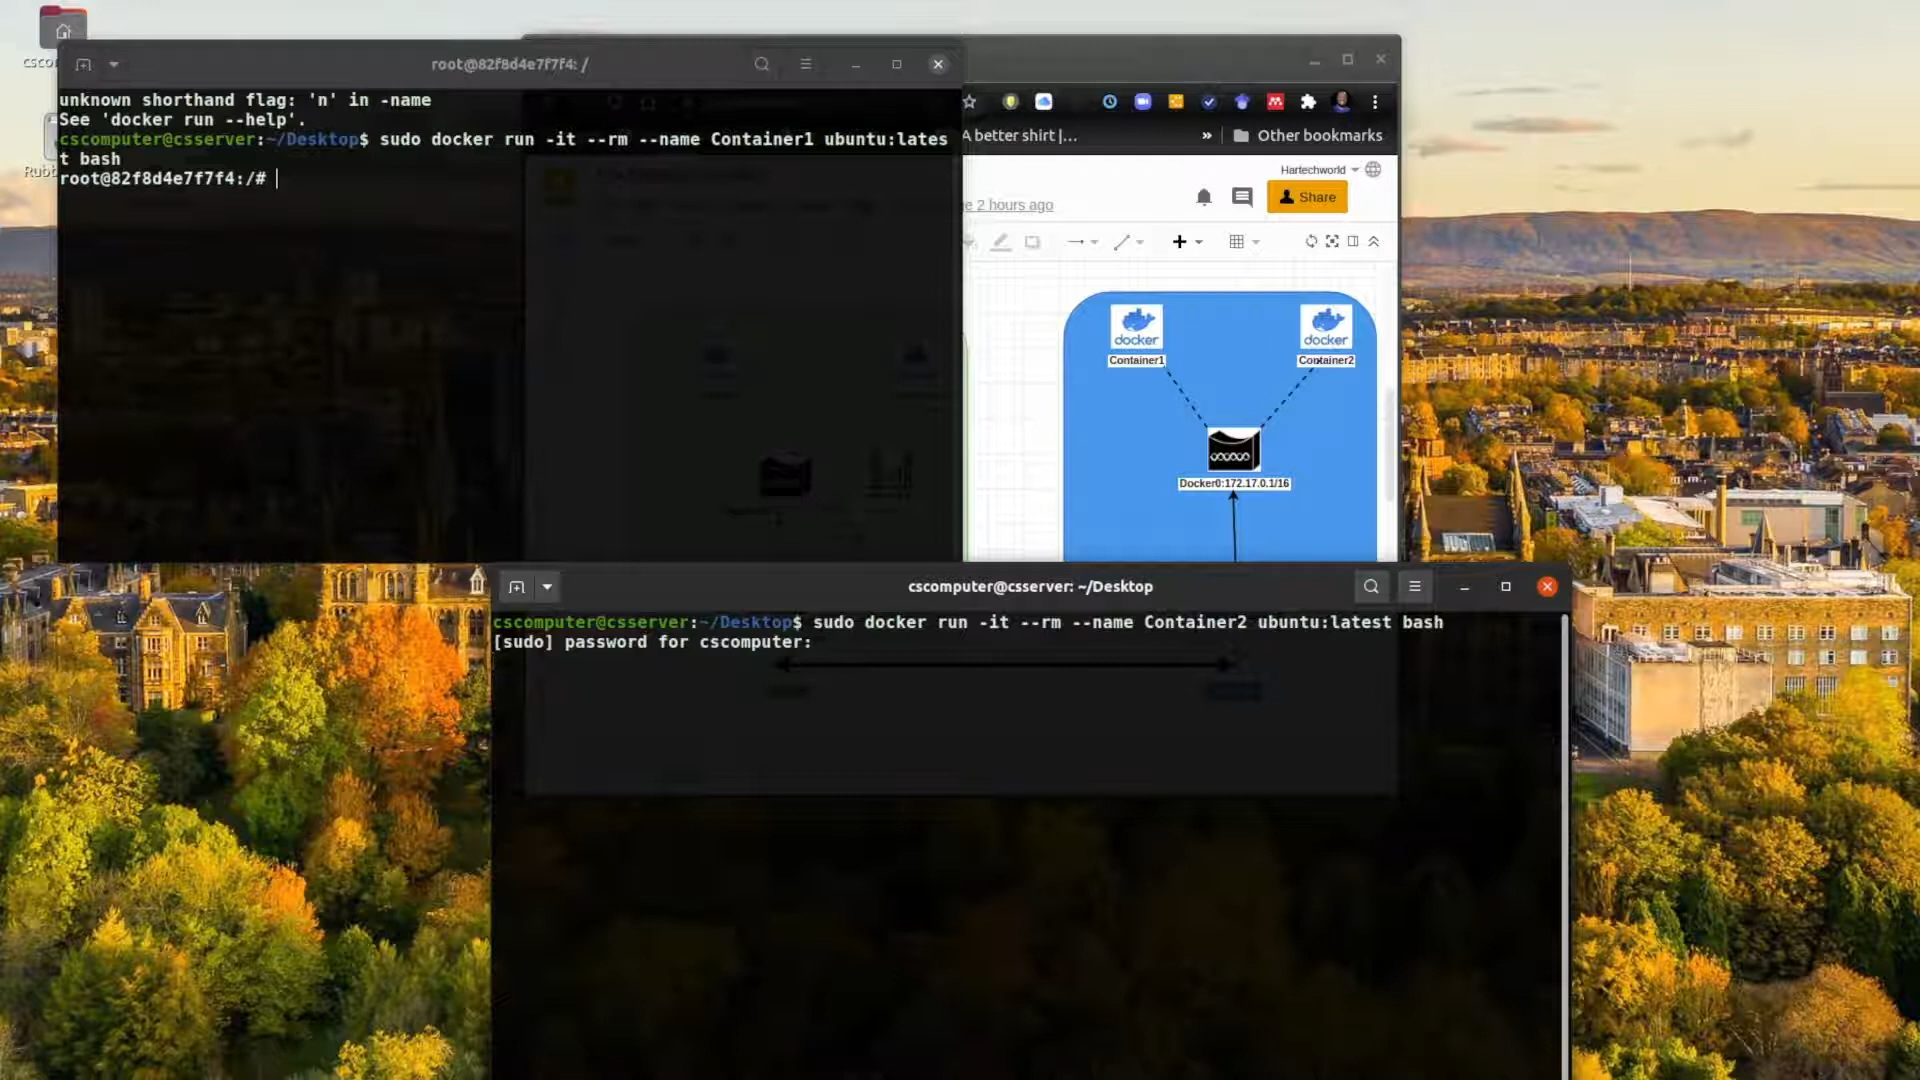 root@82f8d4e7f7f4: /
unknown shorthand flag: 'n' in -name
See 'docker run --help'.
cscomputer@csserver:~/Desktop$ sudo docker run -it --rm --name Container1 ubuntu:lates
t bash
root@82f8d4e7f7f4:/#
A better shirt |...
»
Other bookmarks
Hartechworld
e 2 hours ago
Share
docker
Container1
docker
Container2
Docker0:172.17.0.1/16
cscomputer@csserver: ~/Desktop
cscomputer@csserver:~/Desktop$ sudo docker run -it --rm --name Container2 ubuntu:latest bash
[sudo] password for cscomputer: